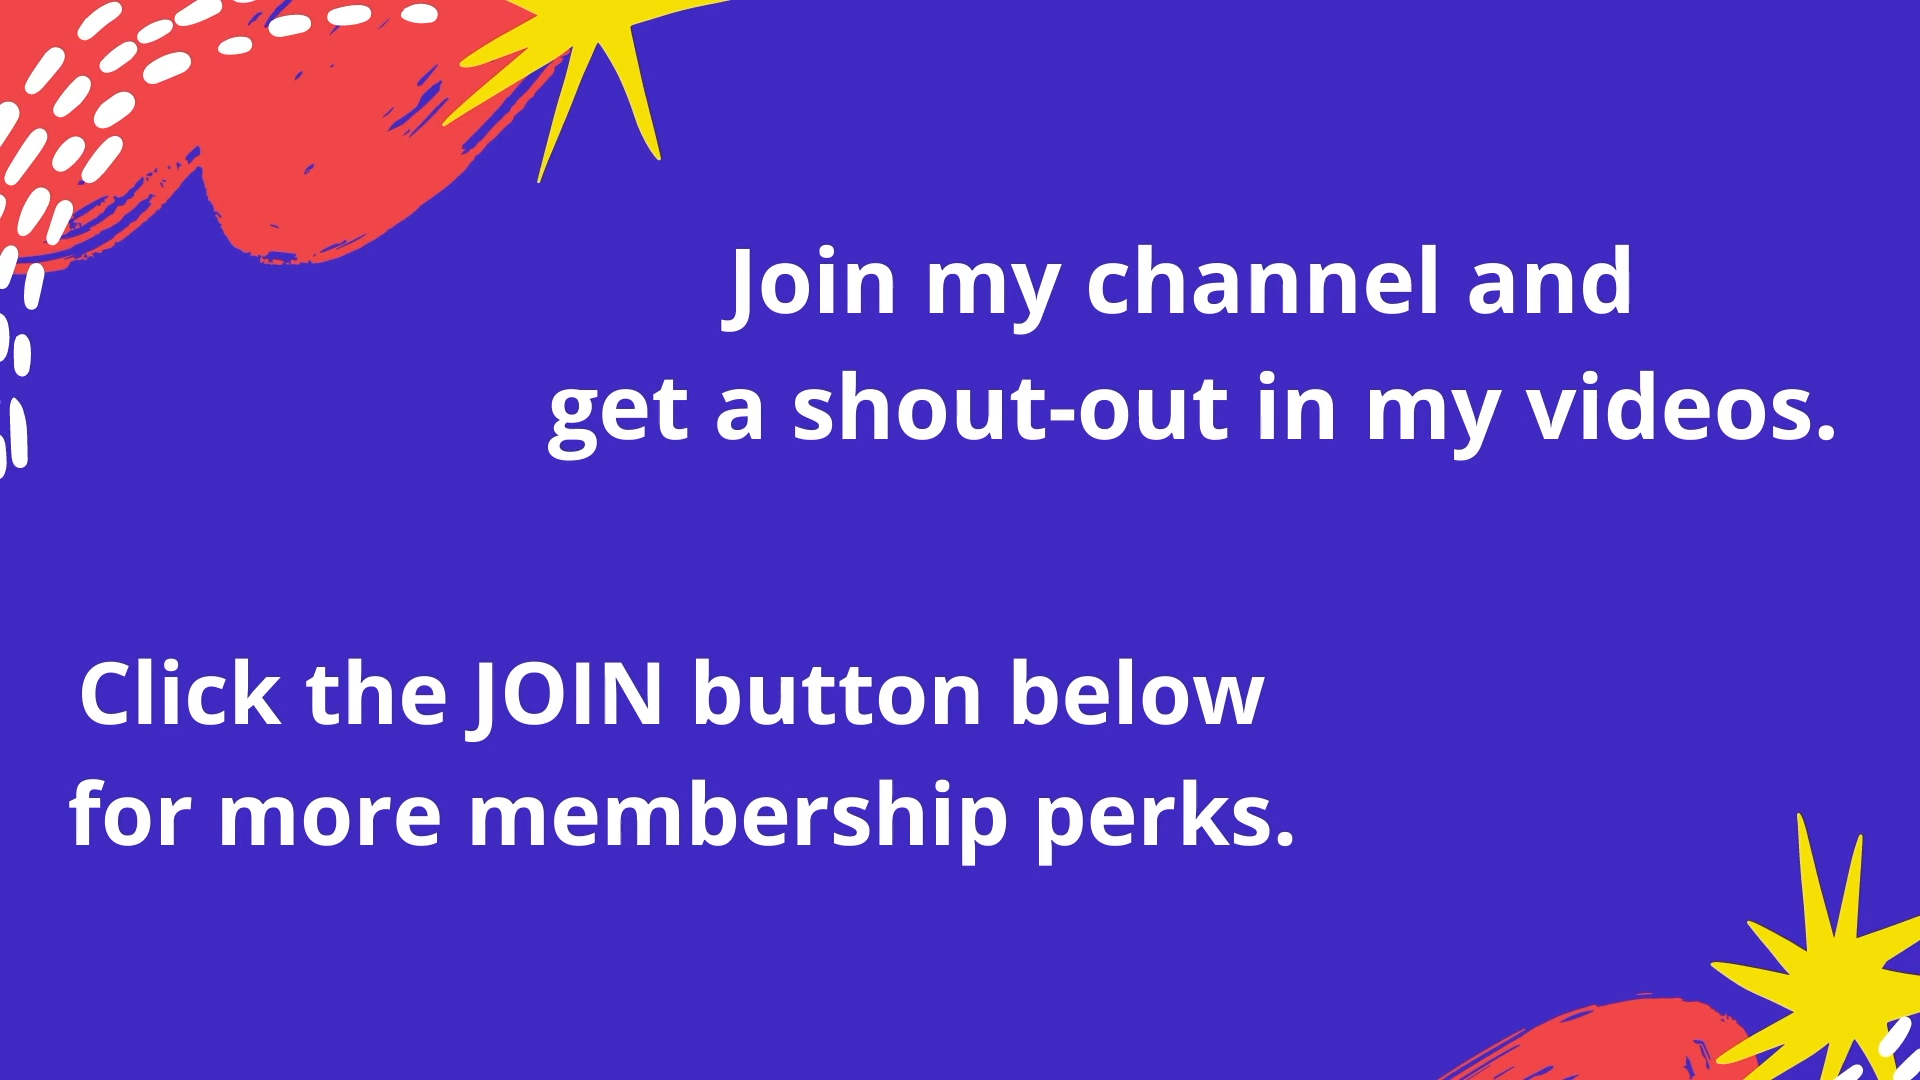 Join my channel and
get a shout-out in my videos.
Click the JOIN button below
for more membership perks.